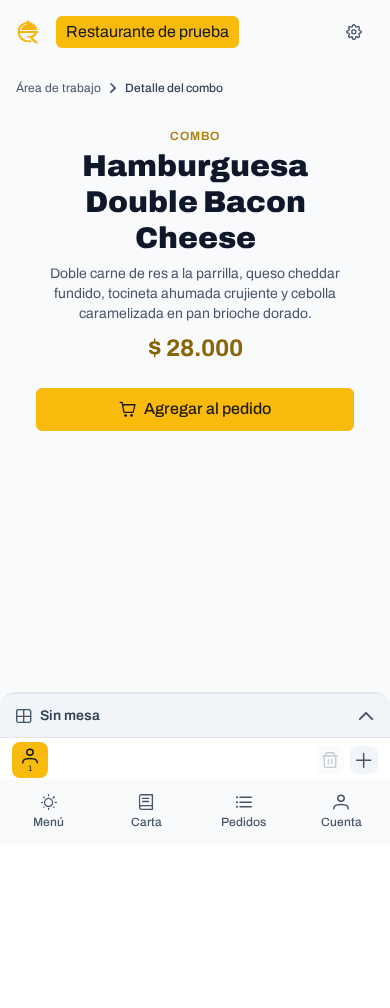 Restaurante de prueba
Área de trabajo > Detalle del combo
COMBO
Hamburguesa
Double Bacon
Cheese
Doble carne de res a la parrilla, queso cheddar
fundido, tocineta ahumada crujiente y cebolla
caramelizada en pan brioche dorado.
$ 28.000
Agregar al pedido
Sin mesa
1
Menú Carta Pedidos Cuenta